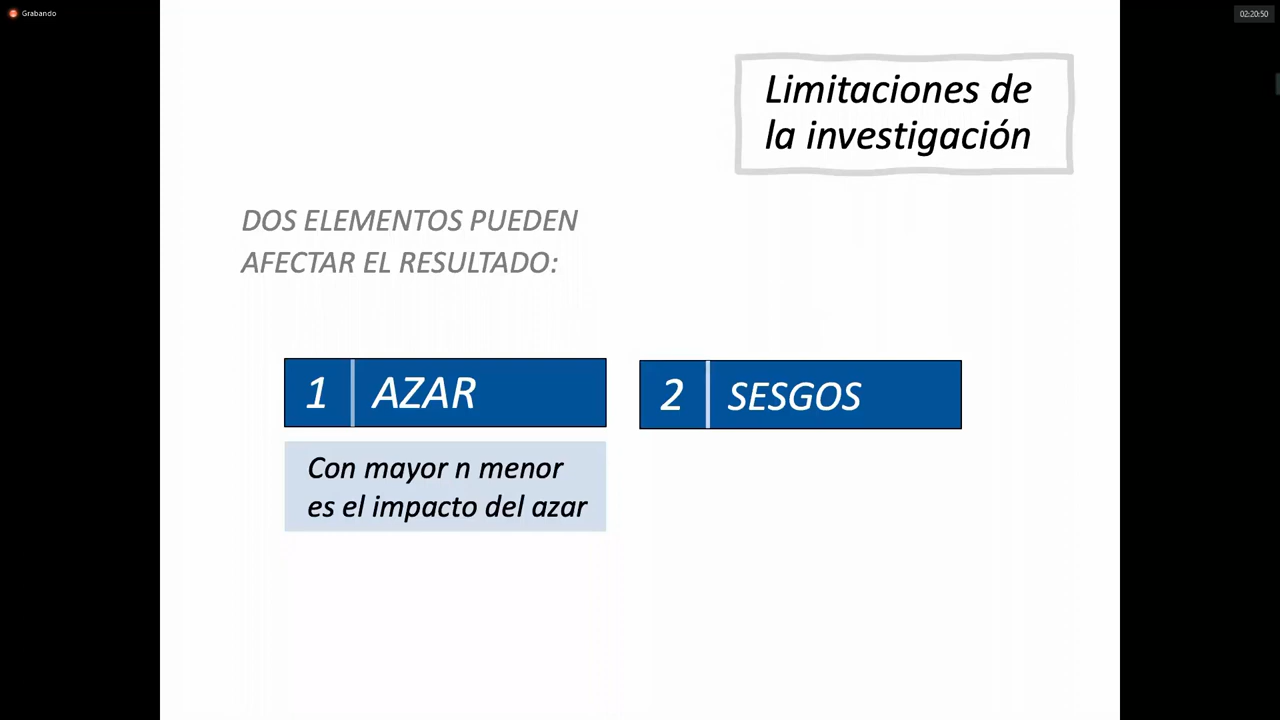 Grabando
02:20:50
Limitaciones de
la investigación
DOS ELEMENTOS PUEDEN
AFECTAR EL RESULTADO:
1 AZAR
2 SESGOS
Con mayor n menor
es el impacto del azar